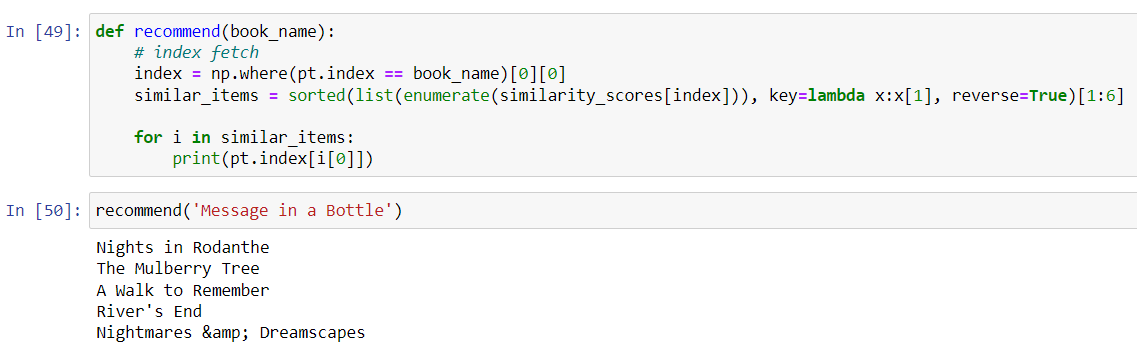 In [49]: def recommend(book_name):
    # index fetch
    index = np.where(pt.index == book_name)[0][0]
    similar_items = sorted(list(enumerate(similarity_scores[index])), key=lambda x:x[1], reverse=True)[1:6]
    for i in similar_items:
        print(pt.index[i[0]])
In [50]: recommend('Message in a Bottle')
Nights in Rodanthe
The Mulberry Tree
A Walk to Remember
River's End
Nightmares &amp; Dreamscapes